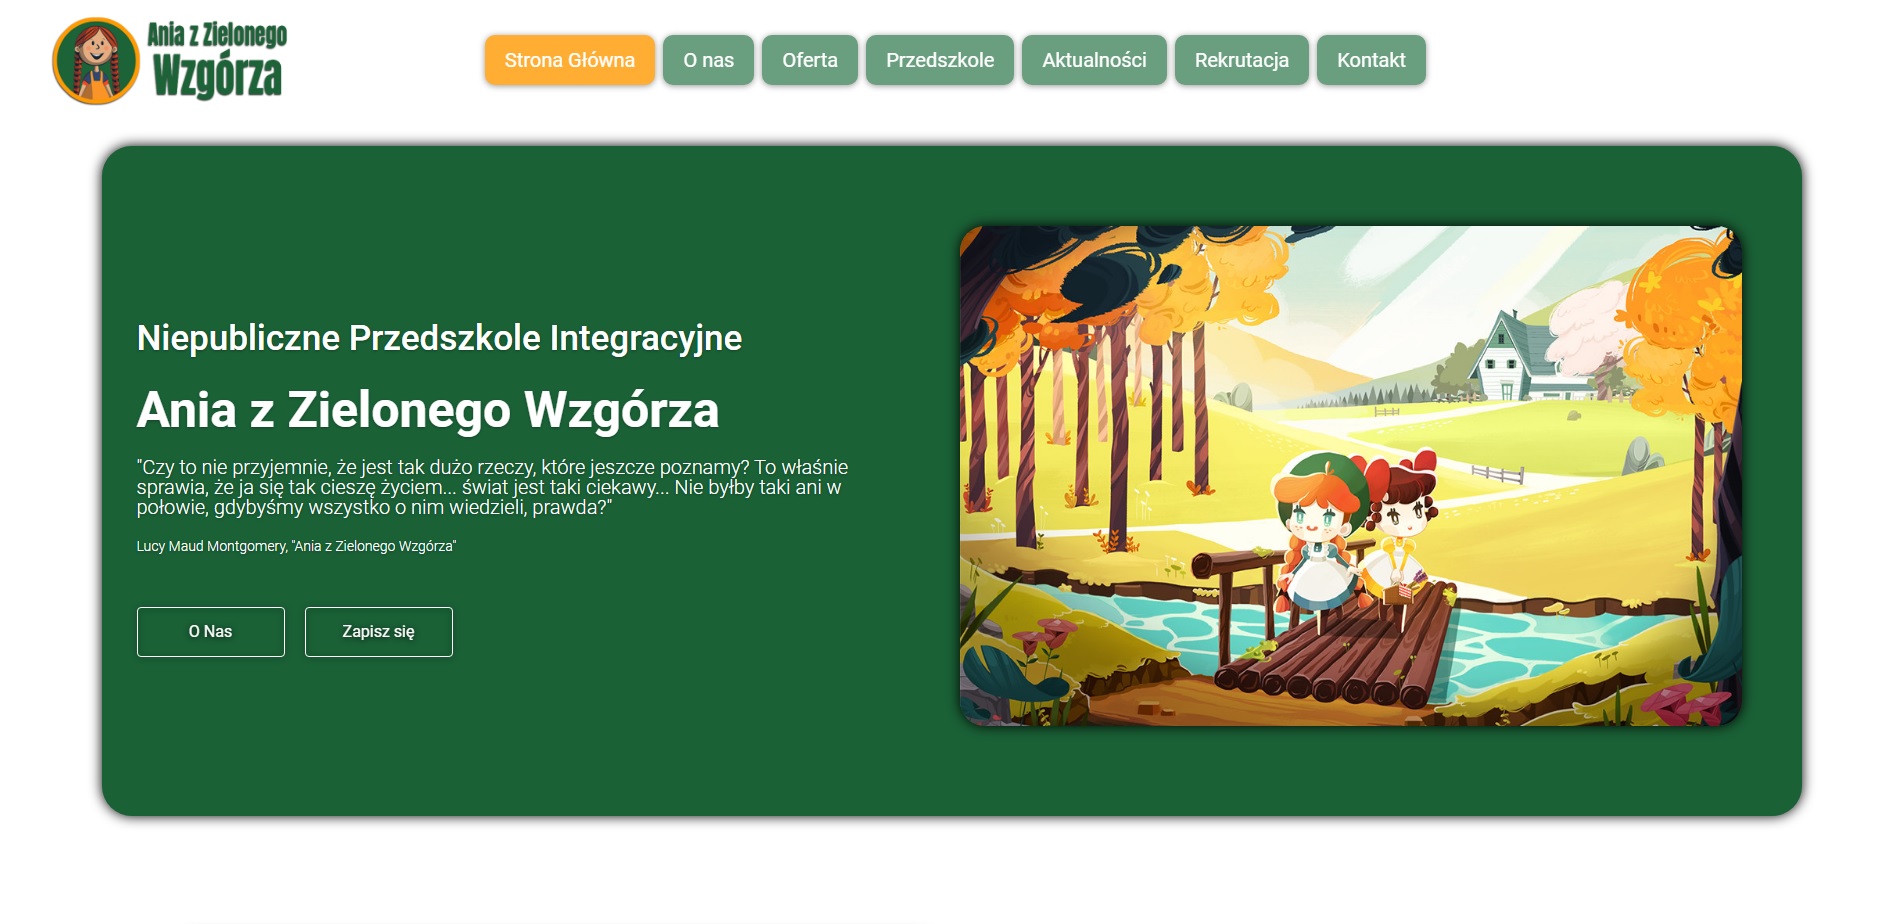 Ania z Zielonego
Wzgórza
Strona Główna
O nas
Oferta
Przedszkole
Aktualności
Rekrutacja
Kontakt
Niepubliczne Przedszkole Integracyjne
Ania z Zielonego Wzgórza
"Czy to nie przyjemnie, że jest tak dużo rzeczy, które jeszcze poznamy? To właśnie
sprawia, że ja się tak cieszę życiem... świat jest taki ciekawy... Nie byłby taki ani w
połowie, gdybyśmy wszystko o nim wiedzieli, prawda?"
Lucy Maud Montgomery, "Ania z Zielonego Wzgórza"
O Nas
Zapisz się